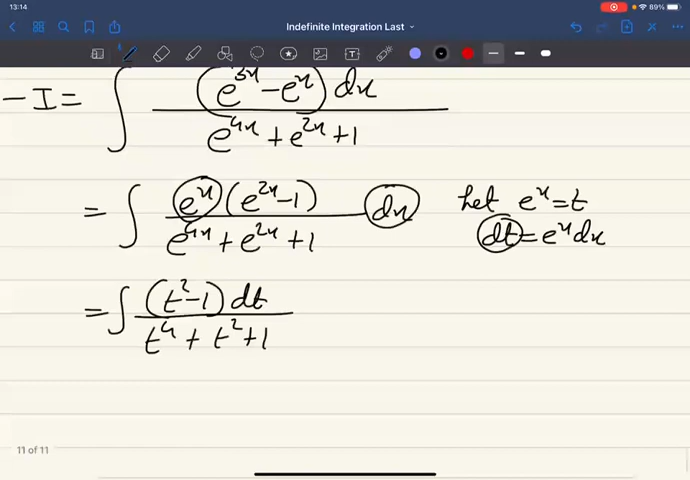 13:14
89%
Indefinite Integration Last
-I = ∫ (e^{3x} - e^x) dx / e^{4x} + e^{2x} + 1
= ∫ e^x (e^{2x} - 1) / e^{4x} + e^{2x} + 1 dx Let e^x = t
dt = e^x dx
= ∫ (t^2 - 1) dt / t^4 + t^2 + 1
11 of 11